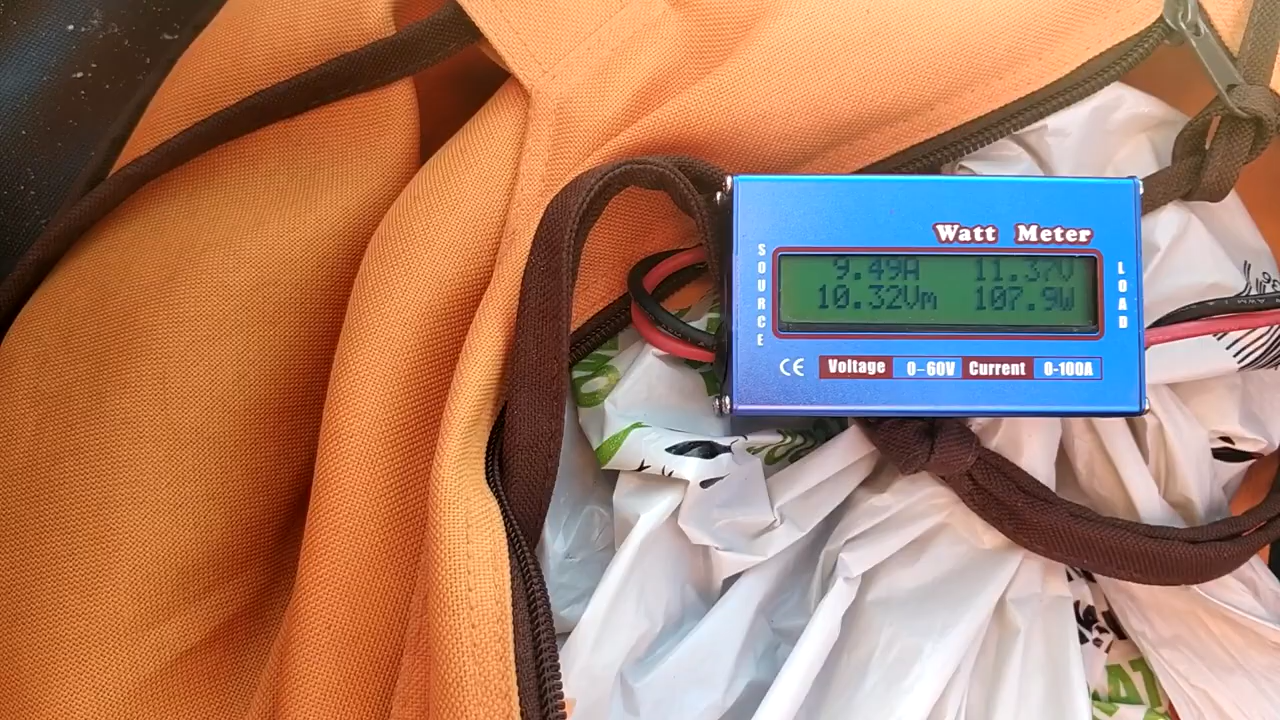 Watt Meter
SOURCE
9.49A 11.37V
10.32Vm 107.9W
LOAD
CE Voltage 0-60V Current 0-100A
AWM